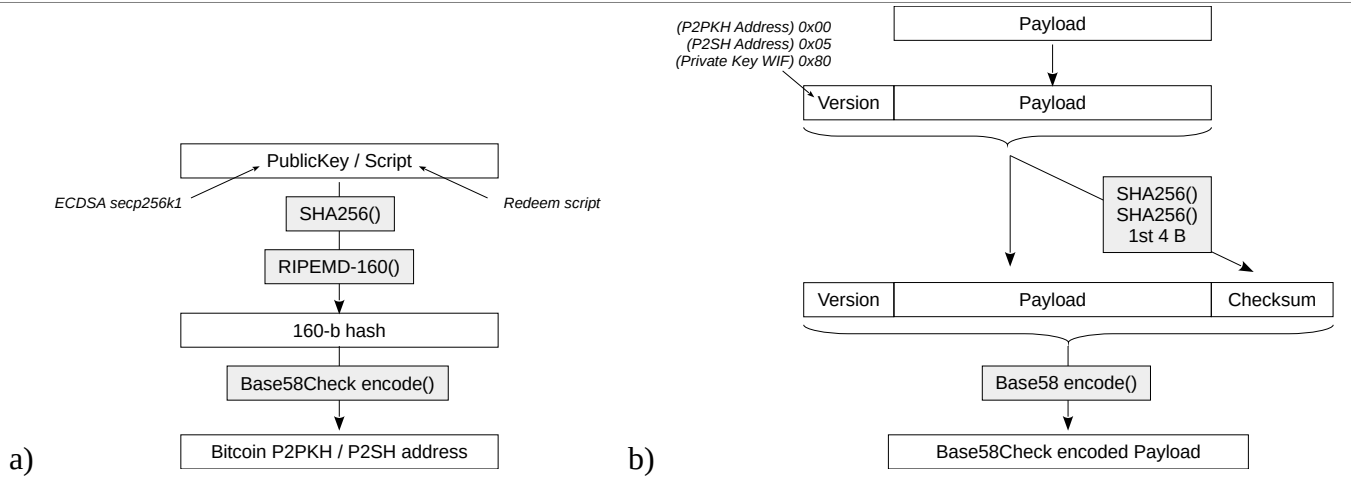 PublicKey / Script
ECDSA secp256k1
Redeem script
SHA256()
RIPEMD-160()
160-b hash
Base58Check encode()
Bitcoin P2PKH / P2SH address
a)
(P2PKH Address) 0x00
(P2SH Address) 0x05
(Private Key WIF) 0x80
Payload
Version
Payload
SHA256()
SHA256()
1st 4 B
Version
Payload
Checksum
Base58 encode()
Base58Check encoded Payload
b)